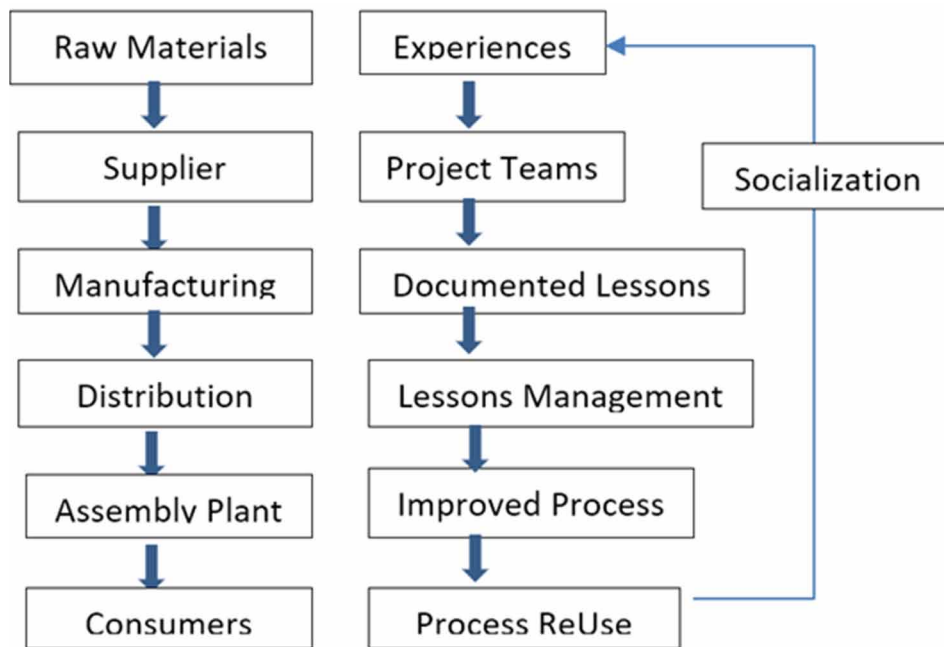 Raw Materials
Supplier
Manufacturing
Distribution
Assembly Plant
Consumers
Experiences
Project Teams
Documented Lessons
Lessons Management
Improved Process
Process ReUse
Socialization